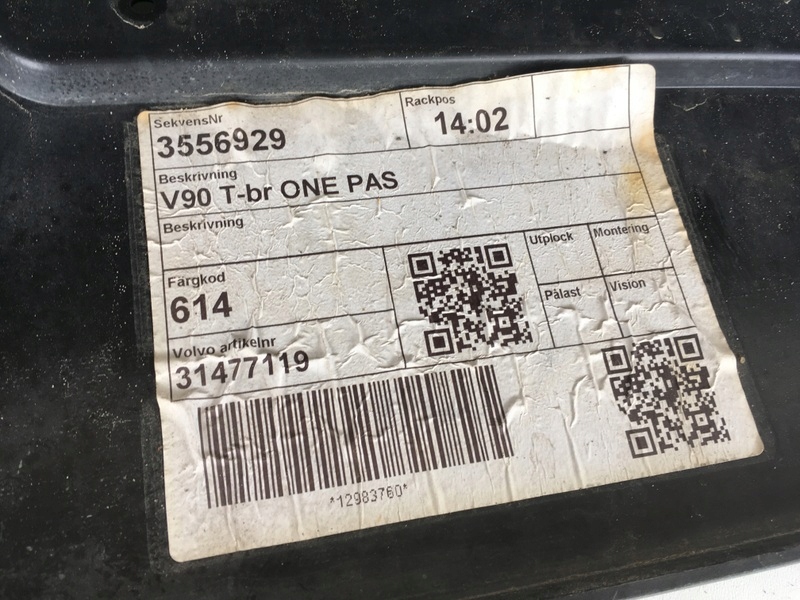 SekvensNr
3556929
Rackpos
14:02
Beskrivning
V90 T-br ONE PAS
Beskrivning
Färgkod
614
Utplock
Montering
Pålast
Vision
Volvo artikelnr
31477119
*12983760*